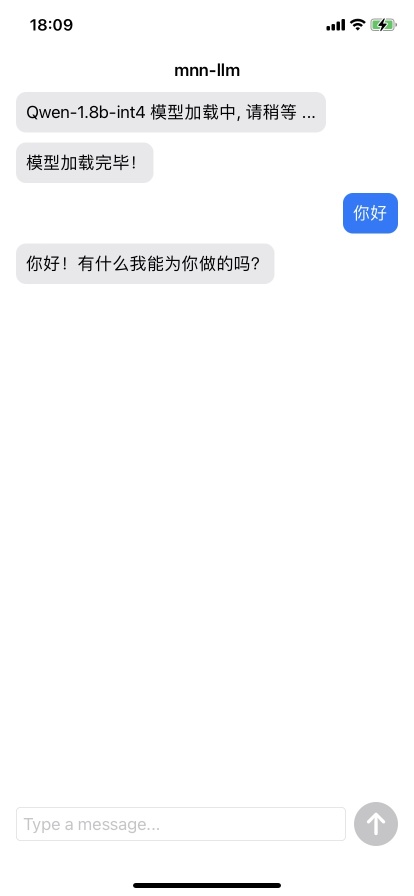 18:09
mnn-llm
Qwen-1.8b-int4 模型加载中, 请稍等 ...
模型加载完毕！
你好
你好！有什么我能为你做的吗？
Type a message...